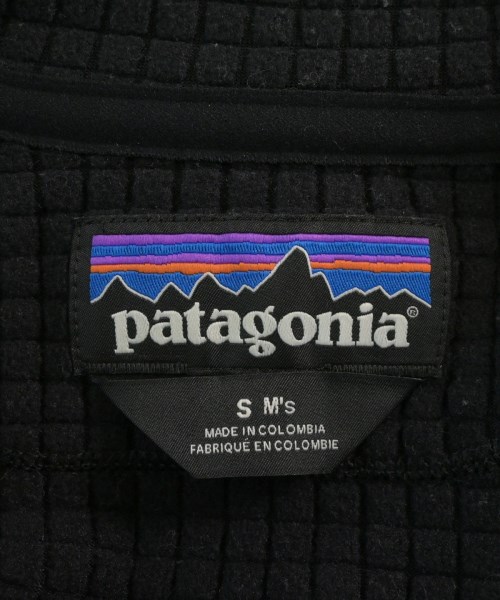 patagonia®
S M's
MADE IN COLOMBIA
FABRIQUÉ EN COLOMBIE